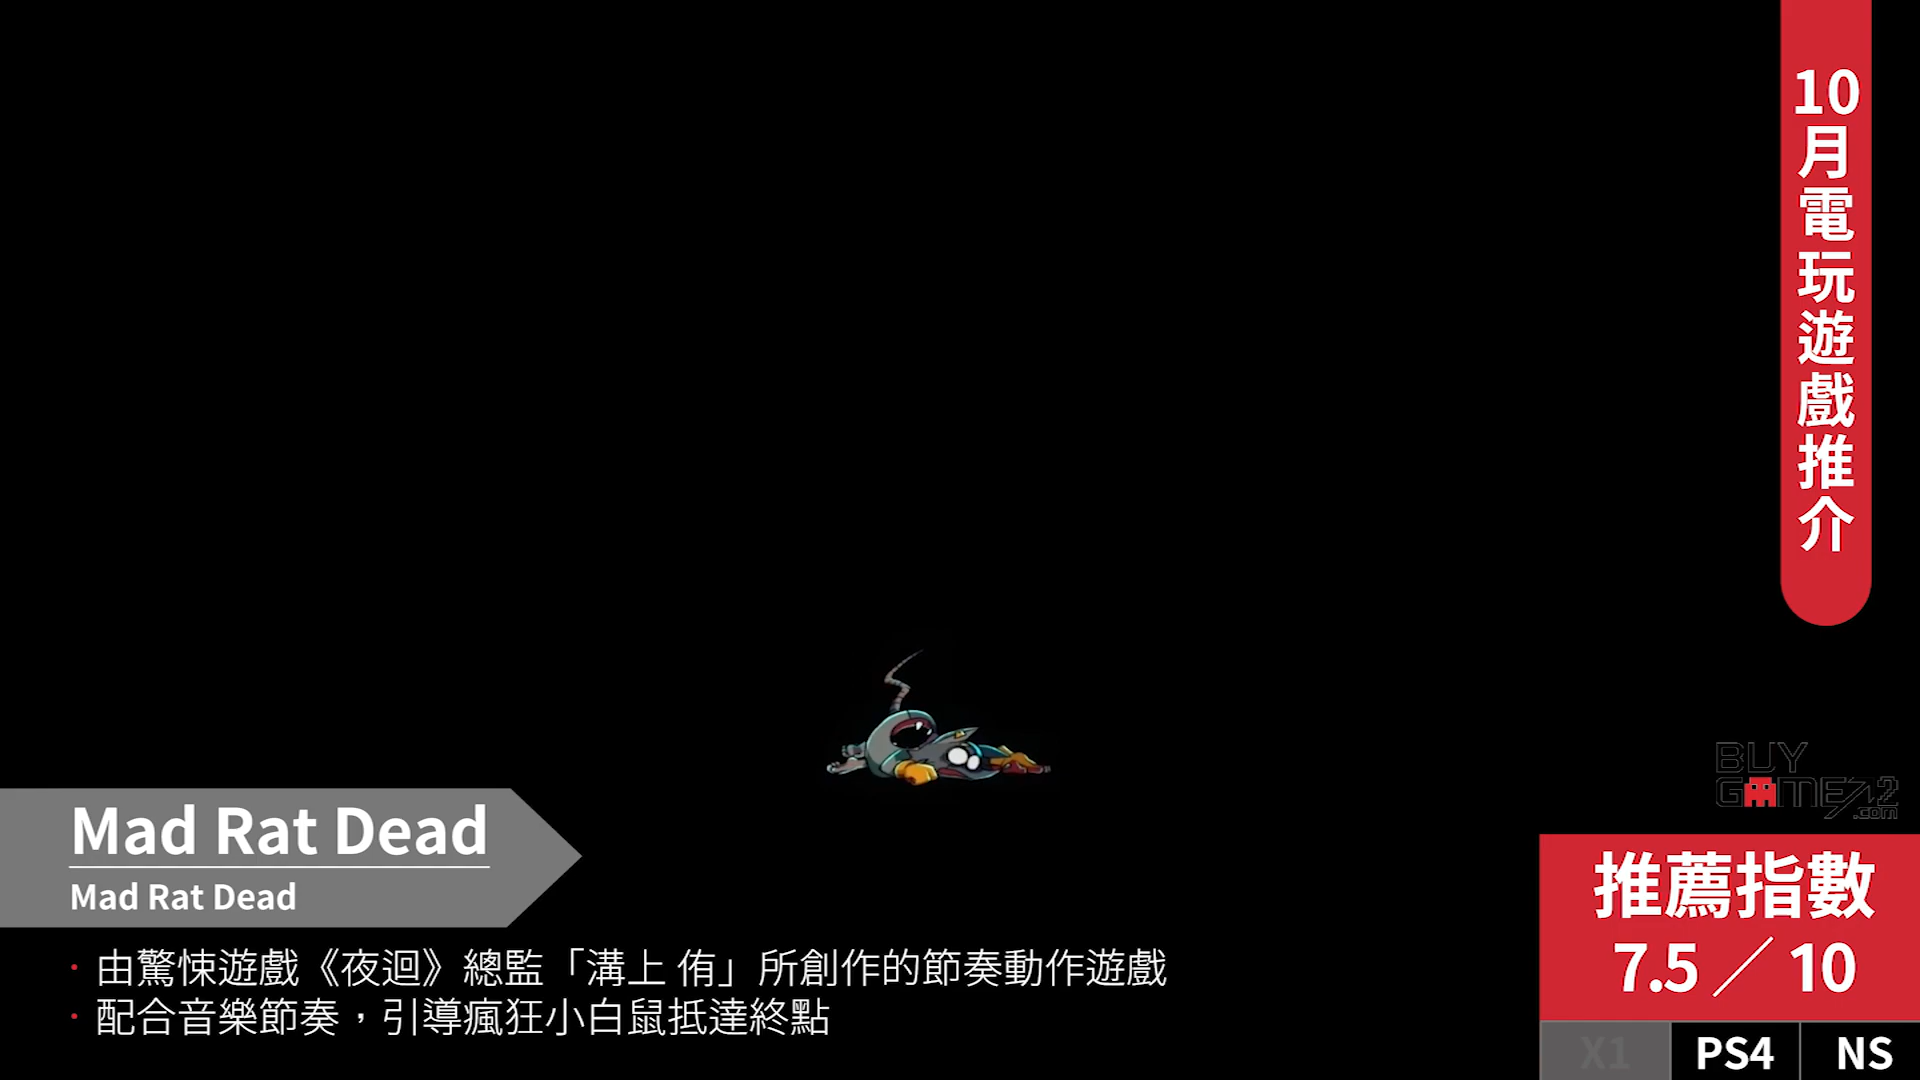 10月電玩遊戲推介
BUY
GAME42
.com
Mad Rat Dead
Mad Rat Dead
· 由驚悚遊戲《夜迴》總監「溝上 侑」所創作的節奏動作遊戲
· 配合音樂節奏，引導瘋狂小白鼠抵達終點
推薦指數
7.5／10
X1 PS4 NS